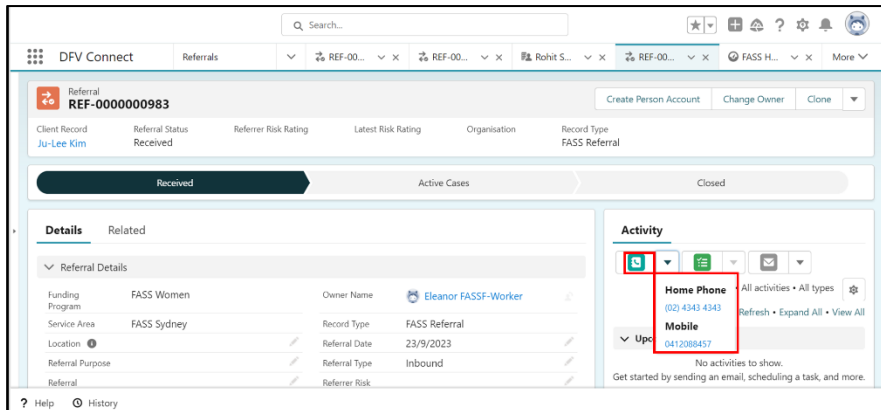 Search...
DFV Connect
Referrals
REF-00...
REF-00...
Rohit S...
REF-00...
FASS H...
More
Referral
REF-0000000983
Create Person Account
Change Owner
Clone
Client Record
Referral Status
Referrer Risk Rating
Latest Risk Rating
Organisation
Record Type
Ju-Lee Kim
Received
FASS Referral
Received
Active Cases
Closed
Details
Related
Referral Details
Funding Program
FASS Women
Owner Name
Eleanor FASSF-Worker
Service Area
FASS Sydney
Record Type
FASS Referral
Location
Referral Date
23/9/2023
Referral Purpose
Referral Type
Inbound
Referral
Referrer Risk
Activity
Home Phone
(02) 4343 4343
Mobile
0412088457
• All activities • All types
Refresh • Expand All • View All
Upc
No activities to show.
Get started by sending an email, scheduling a task, and more.
? Help
History